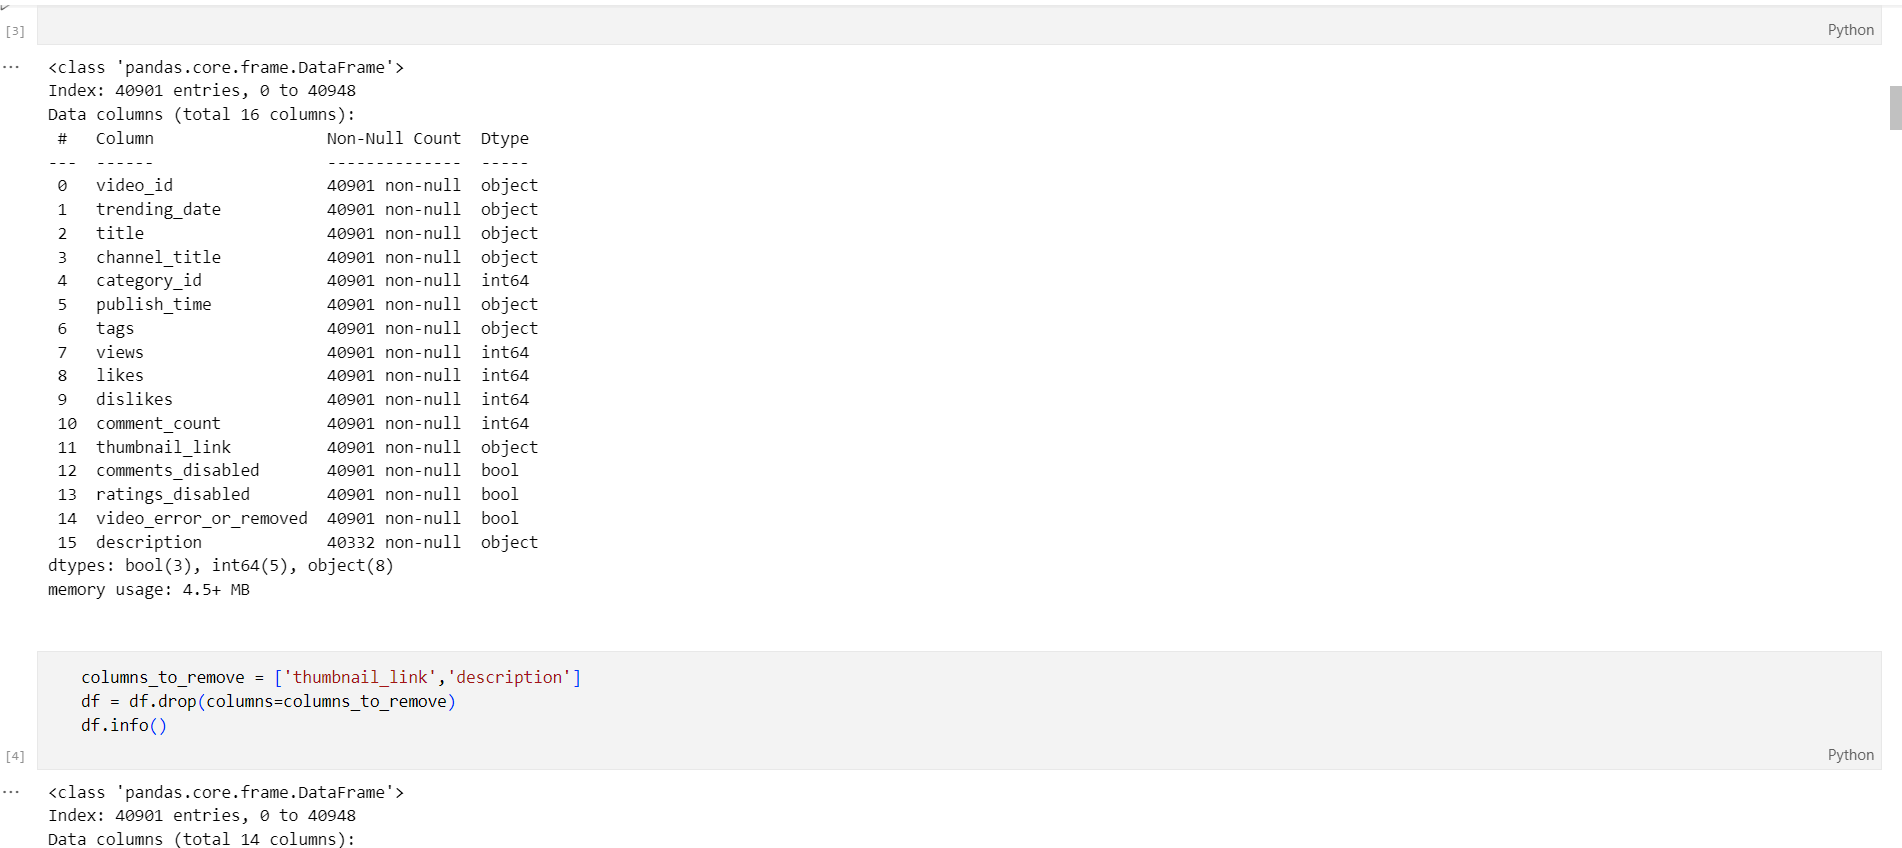 [3]
Python
...
<class 'pandas.core.frame.DataFrame'>
Index: 40901 entries, 0 to 40948
Data columns (total 16 columns):
 #   Column                  Non-Null Count  Dtype
---  ------                  --------------  -----
 0   video_id                40901 non-null  object
 1   trending_date           40901 non-null  object
 2   title                   40901 non-null  object
 3   channel_title           40901 non-null  object
 4   category_id             40901 non-null  int64
 5   publish_time            40901 non-null  object
 6   tags                    40901 non-null  object
 7   views                   40901 non-null  int64
 8   likes                   40901 non-null  int64
 9   dislikes                40901 non-null  int64
 10  comment_count           40901 non-null  int64
 11  thumbnail_link          40901 non-null  object
 12  comments_disabled       40901 non-null  bool
 13  ratings_disabled        40901 non-null  bool
 14  video_error_or_removed  40901 non-null  bool
 15  description             40332 non-null  object
dtypes: bool(3), int64(5), object(8)
memory usage: 4.5+ MB
columns_to_remove = ['thumbnail_link','description']
df = df.drop(columns=columns_to_remove)
df.info()
[4]
Python
...
<class 'pandas.core.frame.DataFrame'>
Index: 40901 entries, 0 to 40948
Data columns (total 14 columns):